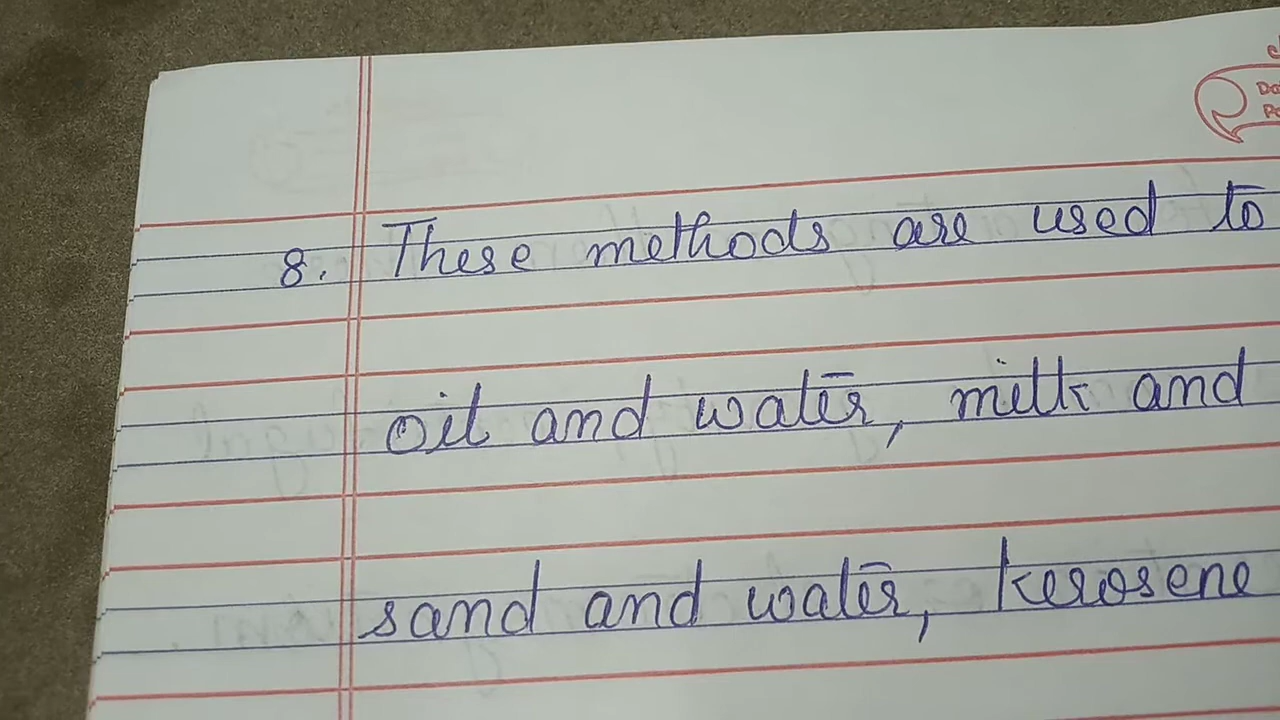 8. These methods are used to
oil and water, milk and
sand and water, kerosene